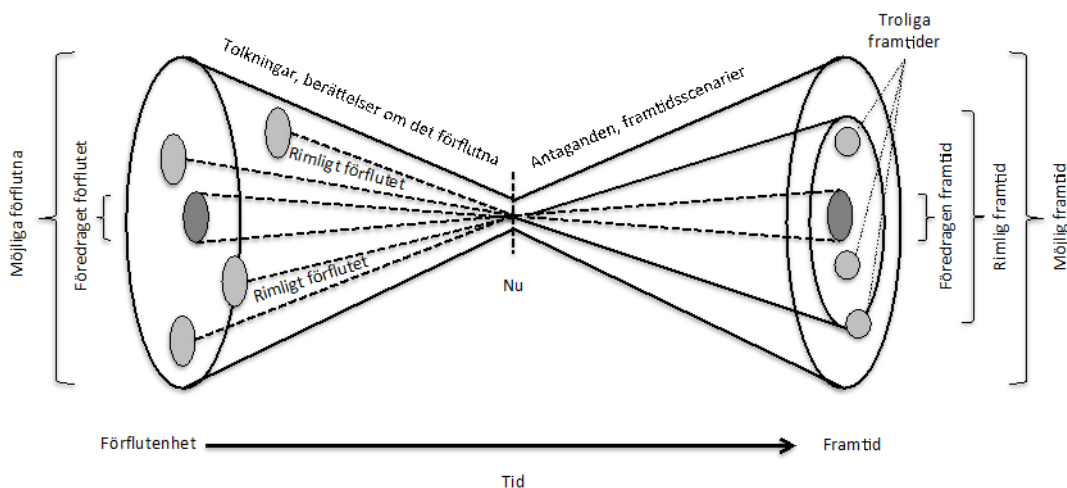 Troliga
framtider
Tolkningar, berättelser om det förflutna
Antaganden, framtidsscenarier
Rimligt förflutet
Rimligt förflutet
Nu
Möjliga förflutna
Föredraget förflutet
Föredragen framtid
Rimlig framtid
Möilig framtid
Förflutenhet
Framtid
Tid